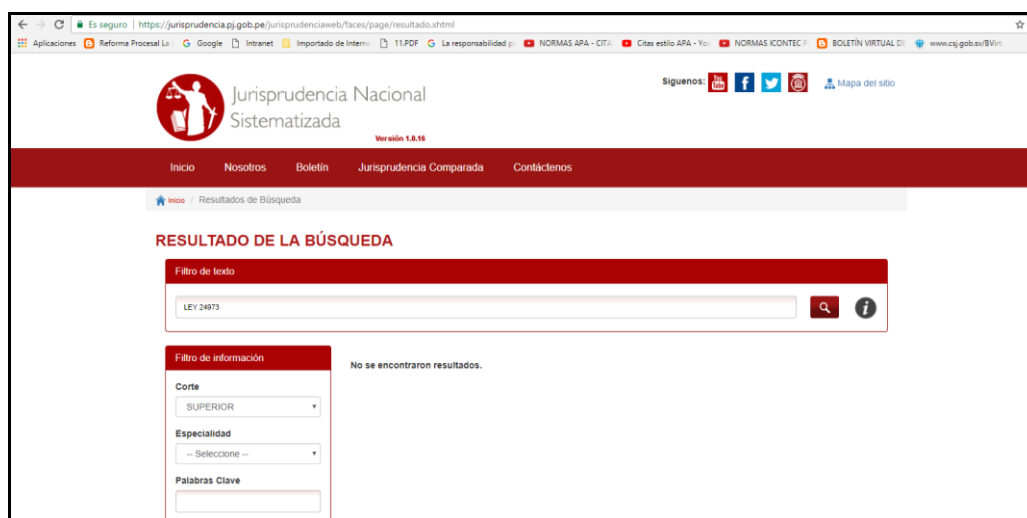 Es seguro | https://jurisprudencia.pj.gob.pe/jurisprudenciaweb/faces/page/resultado.xhtml
Aplicaciones Reforma Procesal La Google Intranet Importado de Interne 11.PDF La responsabilidad p NORMAS APA - CITA Citas estilo APA - You NORMAS ICONTEC P BOLETÍN VIRTUAL DE www.csj.gob.sv/BVirt
Jurisprudencia Nacional
Sistematizada
Versión 1.0.16
Siguenos: You Tube Mapa del sitio
Inicio Nosotros Boletín Jurisprudencia Comparada Contáctenos
Inicio / Resultados de Búsqueda
RESULTADO DE LA BÚSQUEDA
Filtro de texto
LEY 24973
Filtro de información
No se encontraron resultados.
Corte
SUPERIOR
Especialidad
-- Seleccione --
Palabras Clave